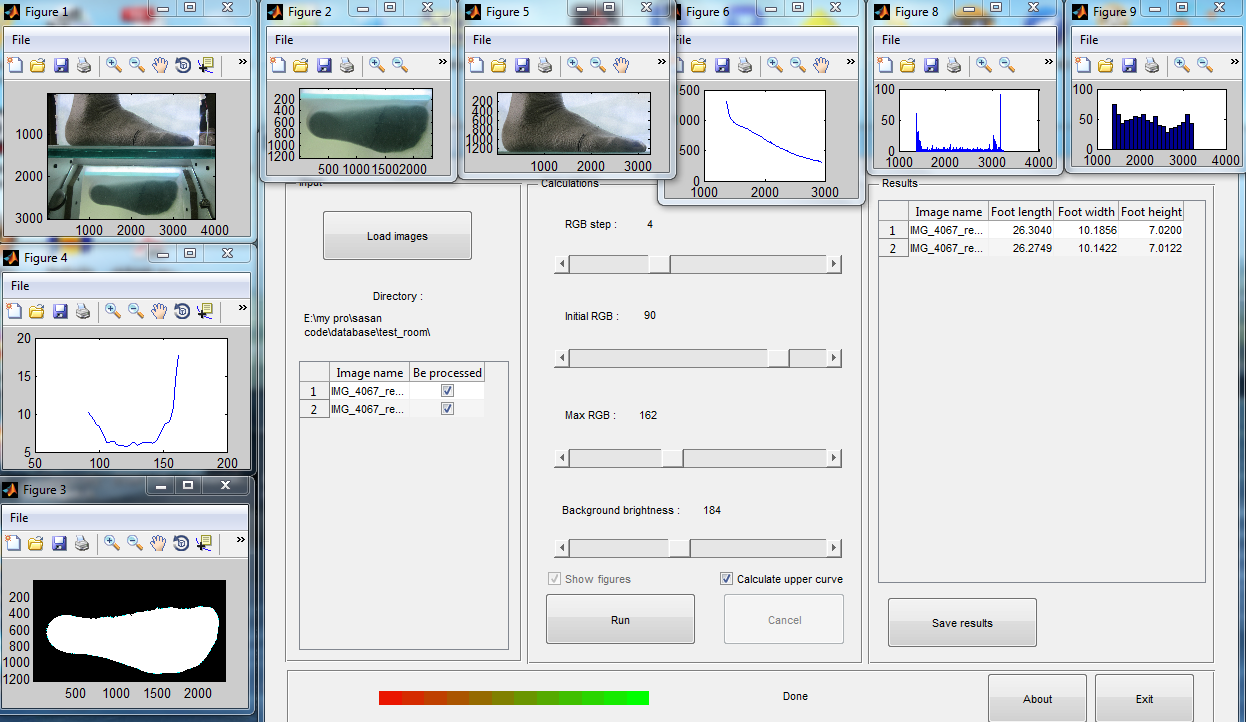 Figure 1
File
1000
2000
3000
1000 2000 3000 4000
Figure 2
File
200
400
600
800
1000
1200
500 1000 1500 2000
Figure 5
File
200
400
600
800
1000
1200
1000 2000 3000
Figure 6
File
500
1000
500
0
1000 2000 3000
Figure 8
File
100
50
0
1000 2000 3000 4000
Figure 9
File
100
50
0
1000 2000 3000 4000
Figure 4
File
20
15
10
5
50 100 150 200
Figure 3
File
200
400
600
800
1000
1200
500 1000 1500 2000
Input
Load images
Directory :
E:\my pro\sasan
code\database\test_room\
Image name Be processed
1 IMG_4067_re...
2 IMG_4067_re...
Calculations
RGB step : 4
Initial RGB : 90
Max RGB : 162
Background brightness : 184
Show figures Calculate upper curve
Run Cancel
Results
Image name Foot length Foot width Foot height
1 IMG_4067_re... 26.3040 10.1856 7.0200
2 IMG_4067_re... 26.2749 10.1422 7.0122
Save results
Done
About Exit